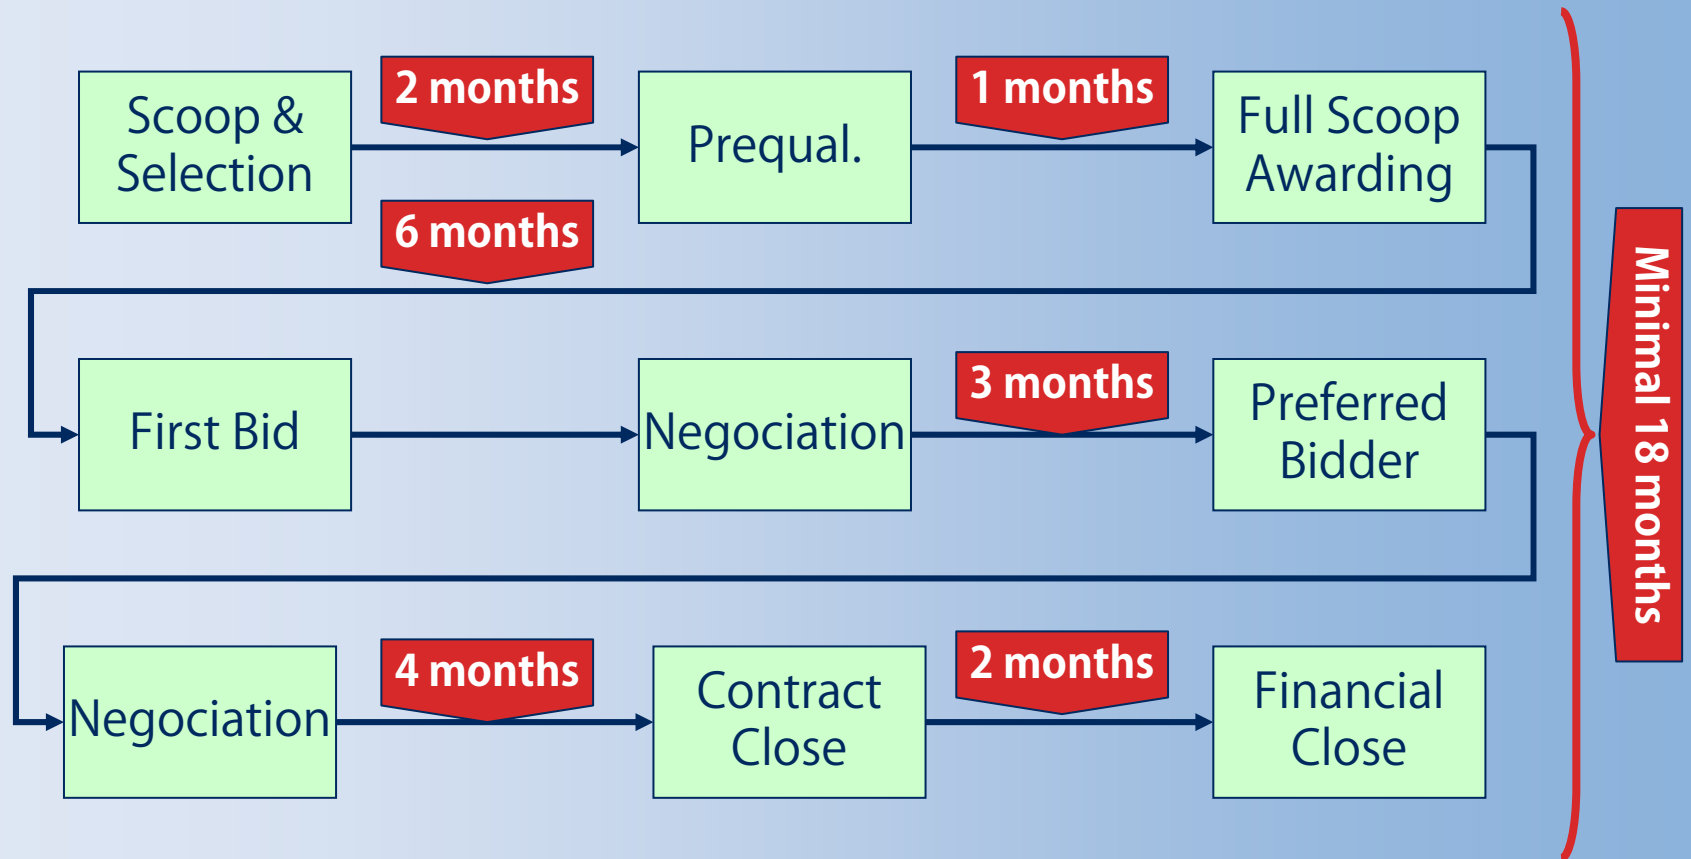 Scoop &
Selection
2 months
Prequal.
1 months
Full Scoop
Awarding
6 months
First Bid
Negociation
3 months
Preferred
Bidder
Negociation
4 months
Contract
Close
2 months
Financial
Close
Minimal 18 months